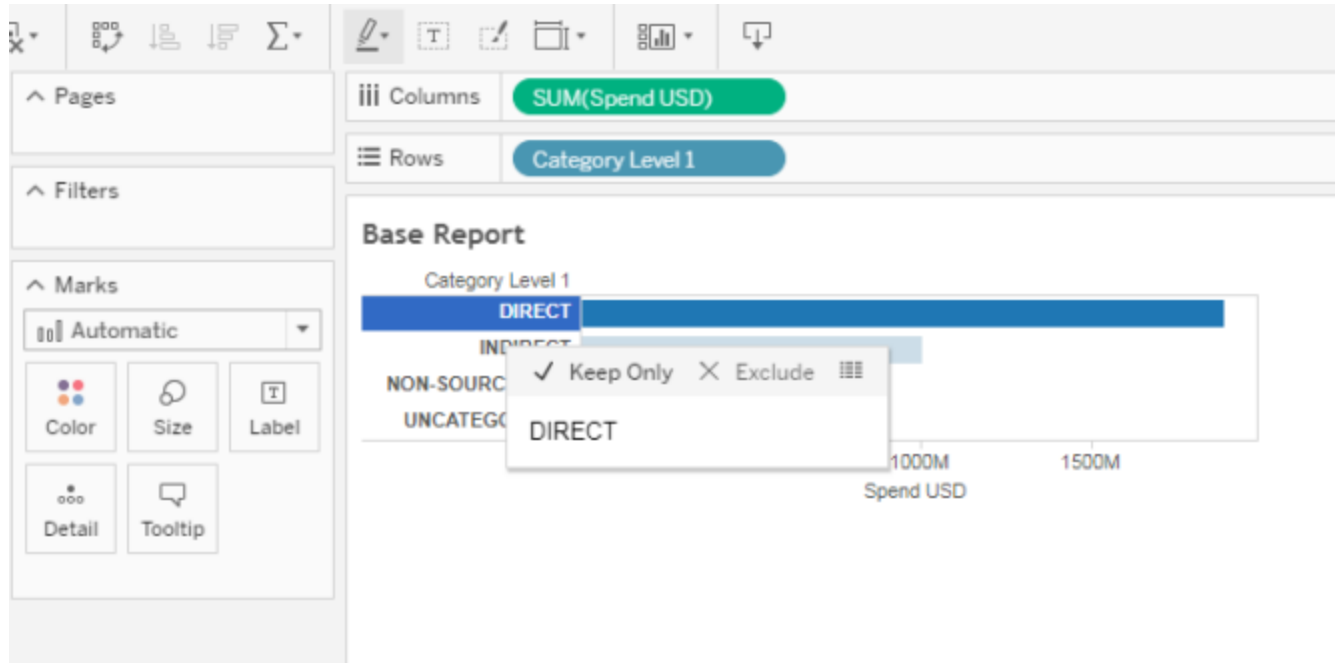 Pages
Filters
Marks
Automatic
Color
Size
Label
Detail
Tooltip
Columns
SUM(Spend USD)
Rows
Category Level 1
Base Report
Category Level 1
DIRECT
Keep Only
Exclude
DIRECT
1000M
1500M
Spend USD